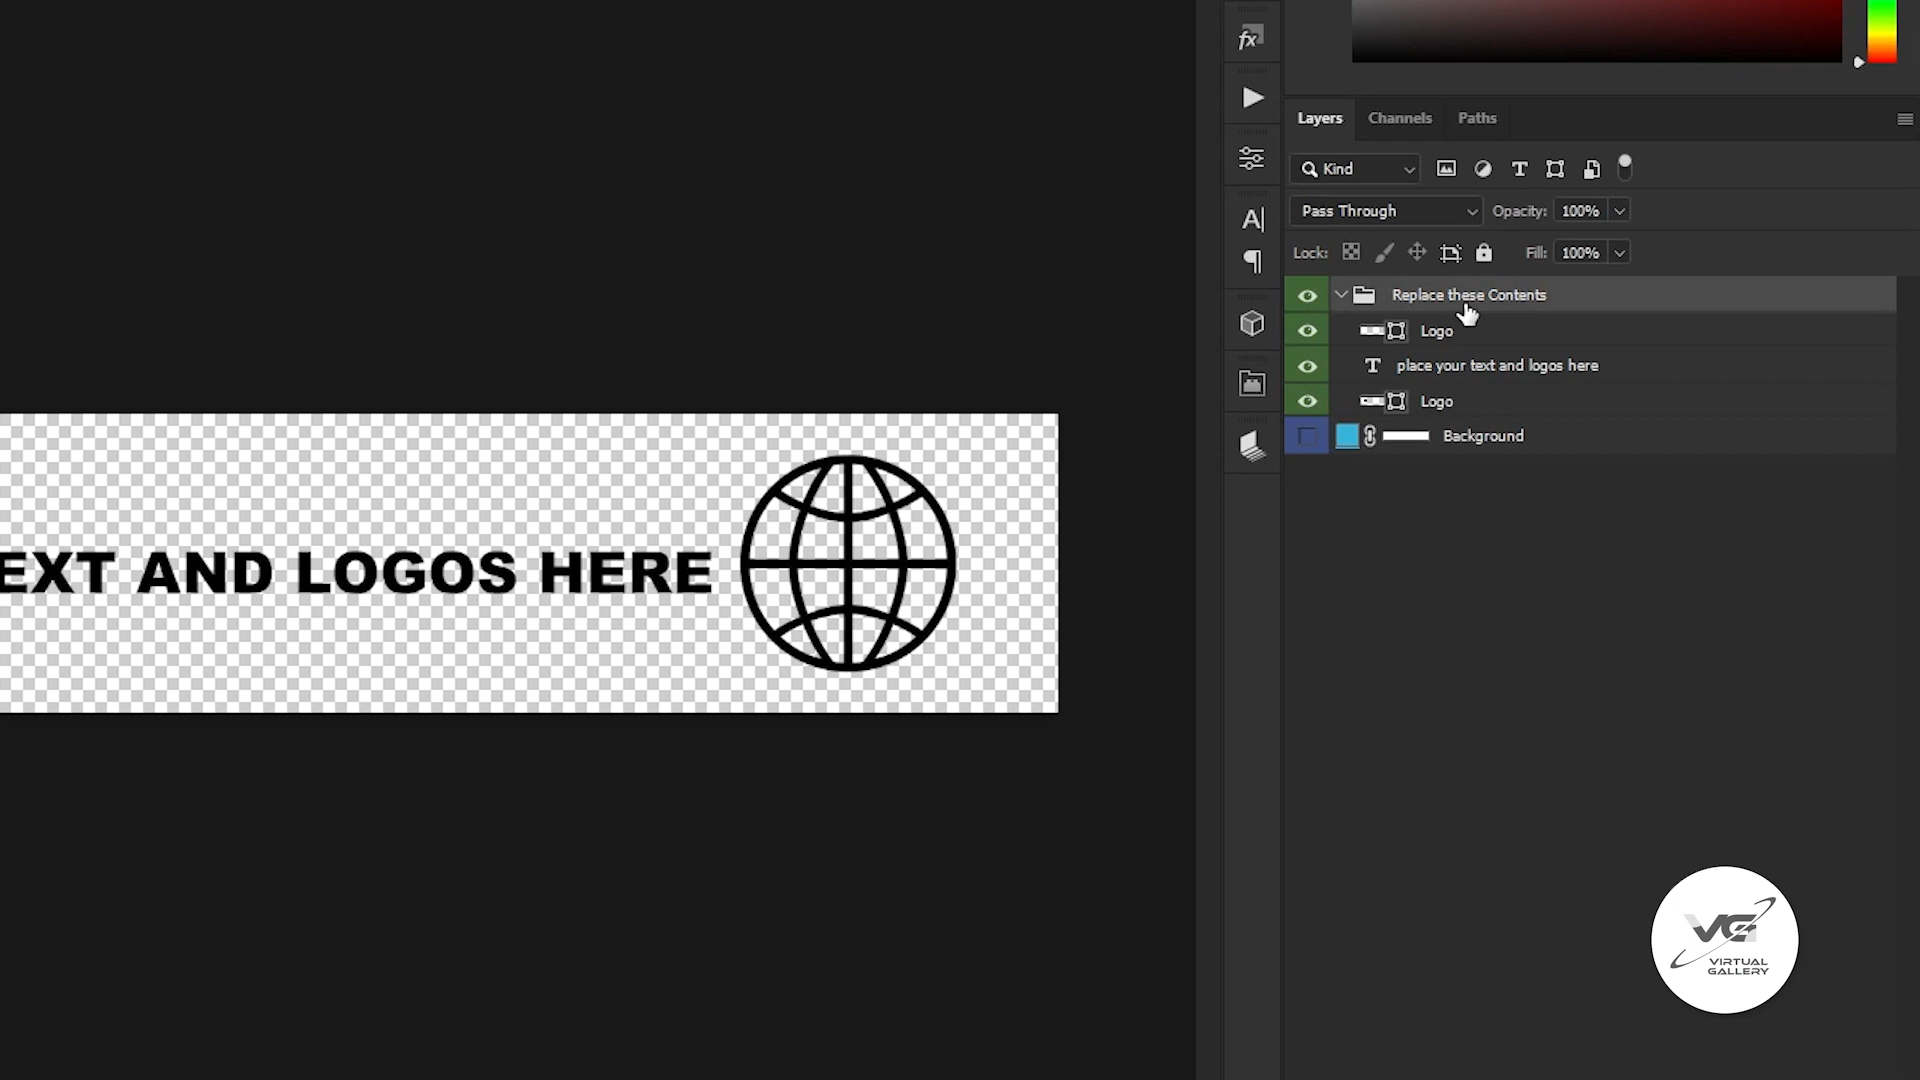 fx
Layers Channels Paths
Kind
Pass Through Opacity: 100%
Lock: Fill: 100%
Replace these Contents
Logo
T place your text and logos here
Logo
Background
EXT AND LOGOS HERE
VG
VIRTUAL
GALLERY